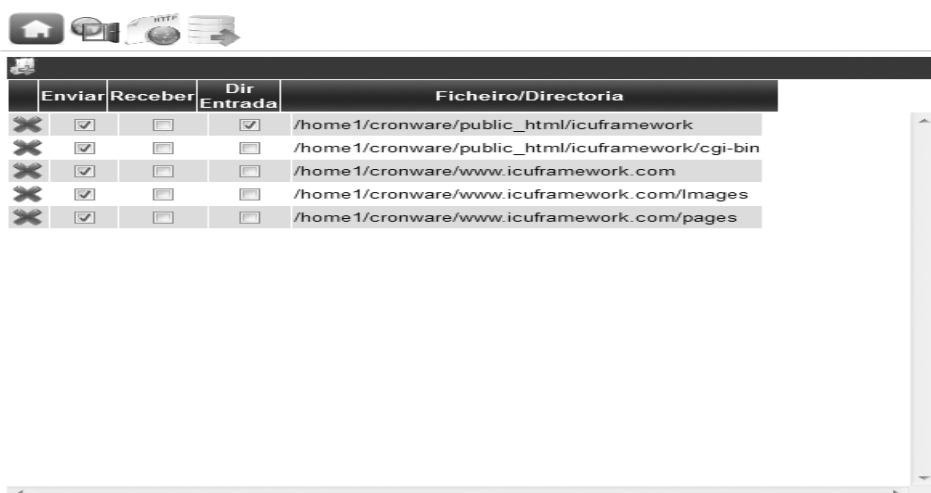 HTTP
Enviar Receber Dir Entrada Ficheiro/Directoria
/home1/cronware/public_html/icuframework
/home1/cronware/public_html/icuframework/cgi-bin
/home1/cronware/www.icuframework.com
/home1/cronware/www.icuframework.com/Images
/home1/cronware/www.icuframework.com/pages